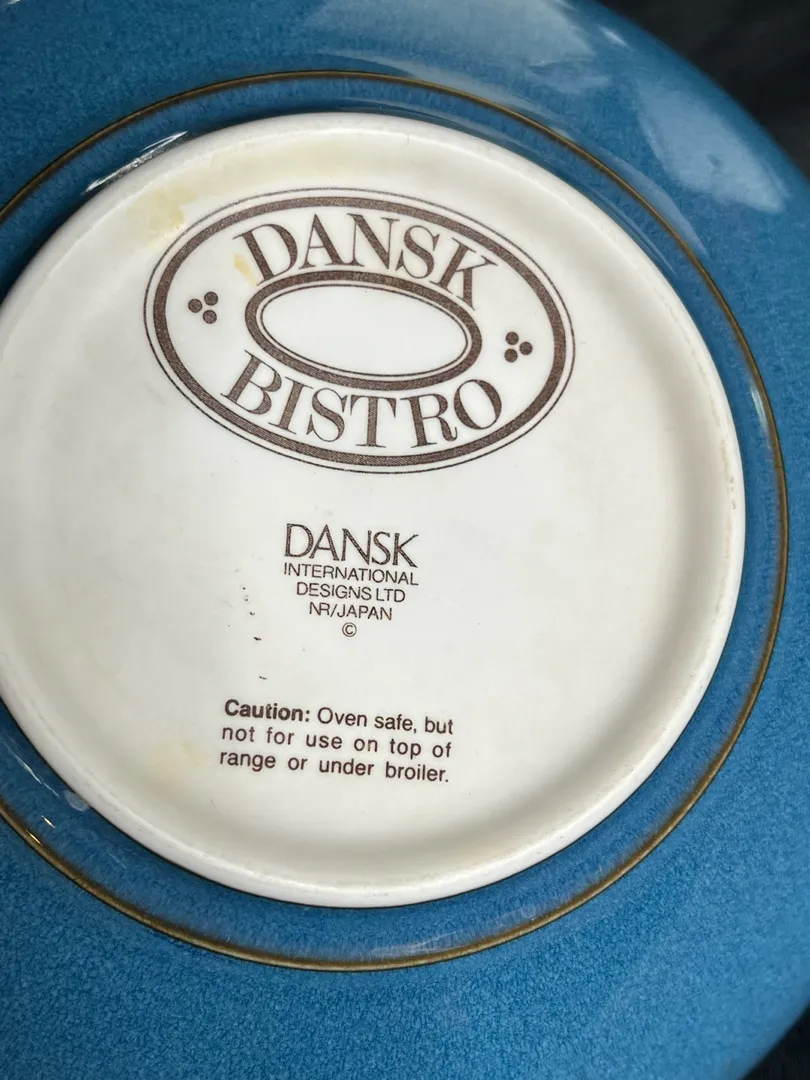 DANSK
BISTRO
DANSK
INTERNATIONAL
DESIGNS LTD
NR/JAPAN
©
Caution: Oven safe, but
not for use on top of
range or under broiler.